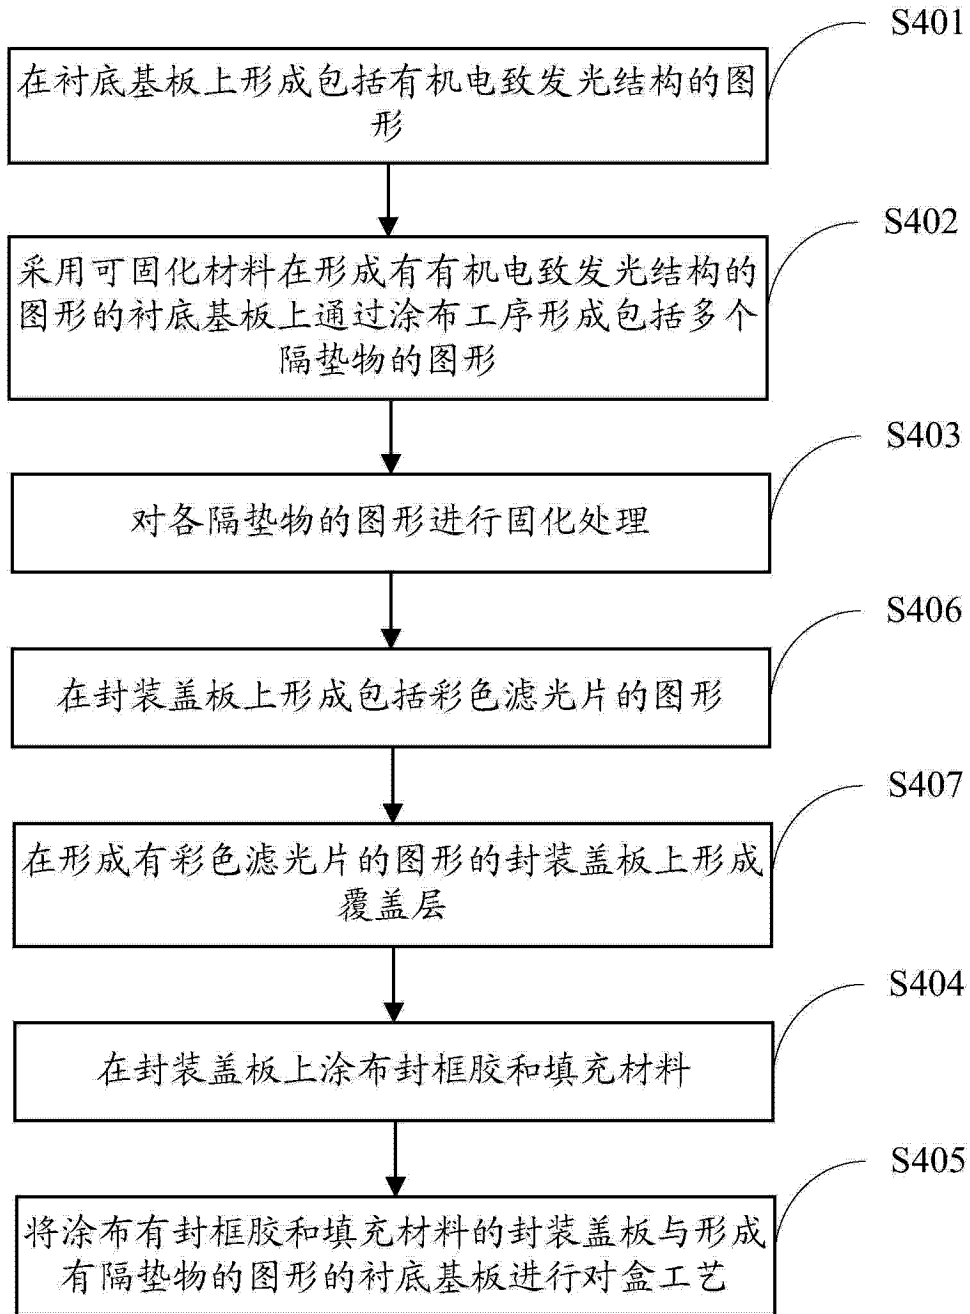 S401
在衬底基板上形成包括有机电致发光结构的图
形
S402
采用可固化材料在形成有有机电致发光结构的
图形的衬底基板上通过涂布工序形成包括多个
隔垫物的图形
S403
对各隔垫物的图形进行固化处理
S406
在封装盖板上形成包括彩色滤光片的图形
S407
在形成有彩色滤光片的图形的封装盖板上形成
覆盖层
S404
在封装盖板上涂布封框胶和填充材料
S405
将涂布有封框胶和填充材料的封装盖板与形成
有隔垫物的图形的衬底基板进行对盒工艺